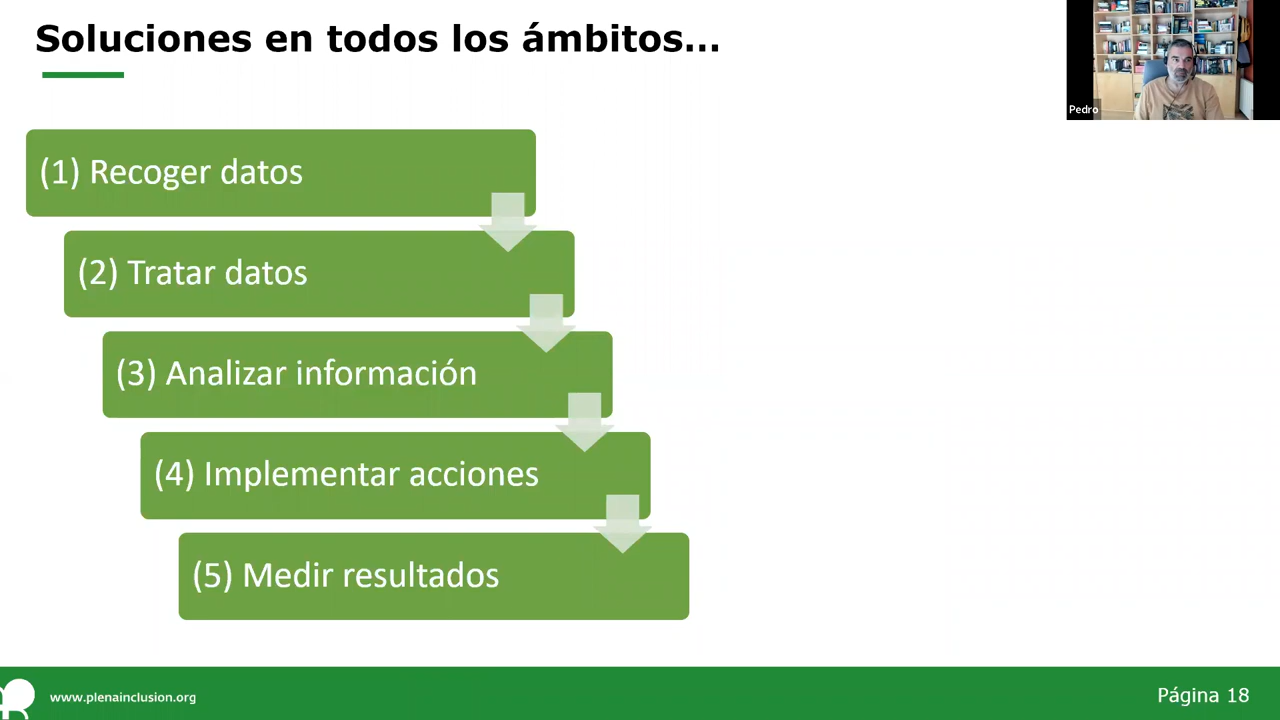 Soluciones en todos los ámbitos...
Pedro
(1) Recoger datos
(2) Tratar datos
(3) Analizar información
(4) Implementar acciones
(5) Medir resultados
www.plenainclusion.org
Página 18